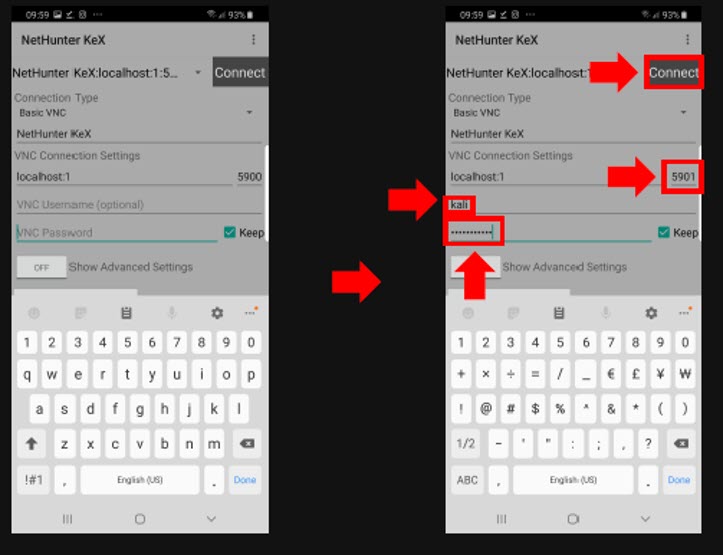 09:59 93%
NetHunter KeX
NetHunter KeX:localhost:1:5...
Connect
Connection Type
Basic VNC
NetHunter KeX
VNC Connection Settings
localhost:1 5900
VNC Username (optional)
VNC Password Keep
OFF Show Advanced Settings
1 2 3 4 5 6 7 8 9 0
q w e r t y u i o p
a s d f g h j k l
z x c v b n m
!#1 , English (US) . Done
09:59 93%
NetHunter KeX
NetHunter KeX:localhost:1
Connect
Connection Type
Basic VNC
NetHunter KeX
VNC Connection Settings
localhost:1 5901
kali
••••••••••• Keep
Show Advanced Settings
1 2 3 4 5 6 7 8 9 0
+ × ÷ = / _ € £ ¥ ₩
! @ # $ % ^ & * ( )
1/2 - ' " : ; , ?
ABC , English (US) . Done